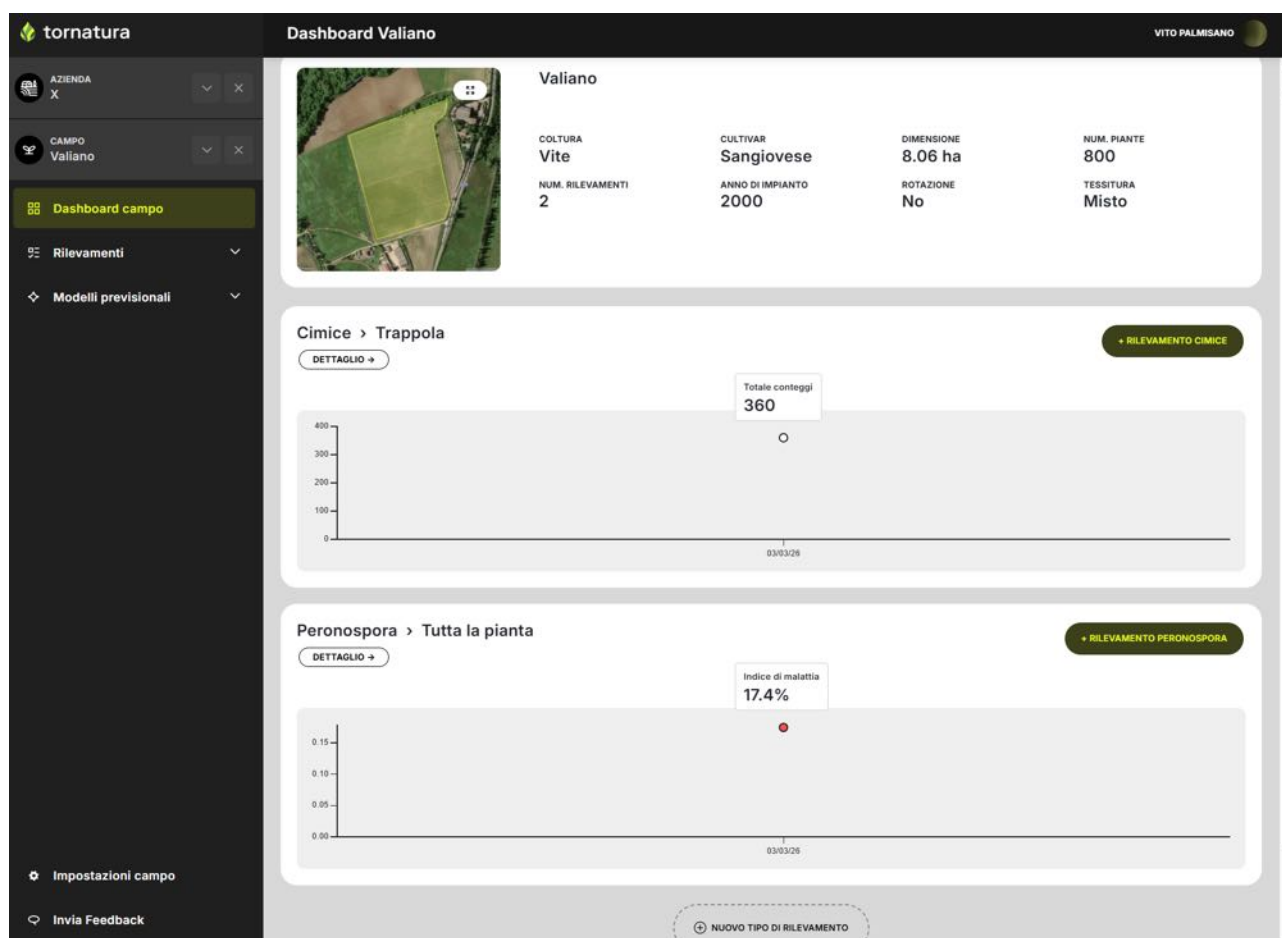 tornatura
Dashboard Valiano
VITO PALMISANO
AZIENDA
X
CAMPO
Valiano
Dashboard campo
Rilevamenti
Modelli previsionali
Impostazioni campo
Invia Feedback
Valiano
COLTURA
Vite
CULTIVAR
Sangiovese
DIMENSIONE
8.06 ha
NUM. PIANTE
800
NUM. RILEVAMENTI
2
ANNO DI IMPIANTO
2000
ROTAZIONE
No
TESSITURA
Misto
Cimice > Trappola
DETTAGLIO →
+ RILEVAMENTO CIMICE
Totale conteggi
360
400
300
200
100
0
03/03/26
Peronospora > Tutta la pianta
DETTAGLIO →
+ RILEVAMENTO PERONOSPORA
Indice di malattia
17.4%
0.15
0.10
0.05
0.00
03/03/26
NUOVO TIPO DI RILEVAMENTO